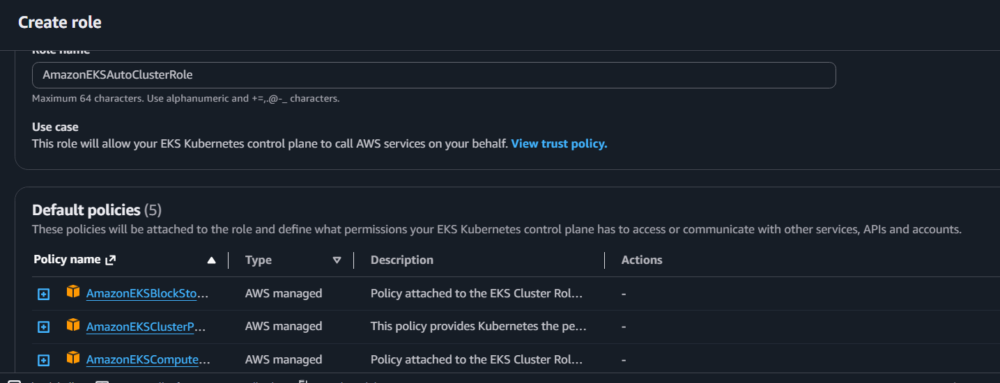 Create role
Role name
AmazonEKSAutoClusterRole
Maximum 64 characters. Use alphanumeric and +=,.@-_ characters.
Use case
This role will allow your EKS Kubernetes control plane to call AWS services on your behalf. View trust policy.
Default policies (5)
These policies will be attached to the role and define what permissions your EKS Kubernetes control plane has to access or communicate with other services, APIs and accounts.
Policy name Type Description Actions
AmazonEKSBlockSto... AWS managed Policy attached to the EKS Cluster Rol... -
AmazonEKSClusterP... AWS managed This policy provides Kubernetes the pe... -
AmazonEKSCompute... AWS managed Policy attached to the EKS Cluster Rol... -